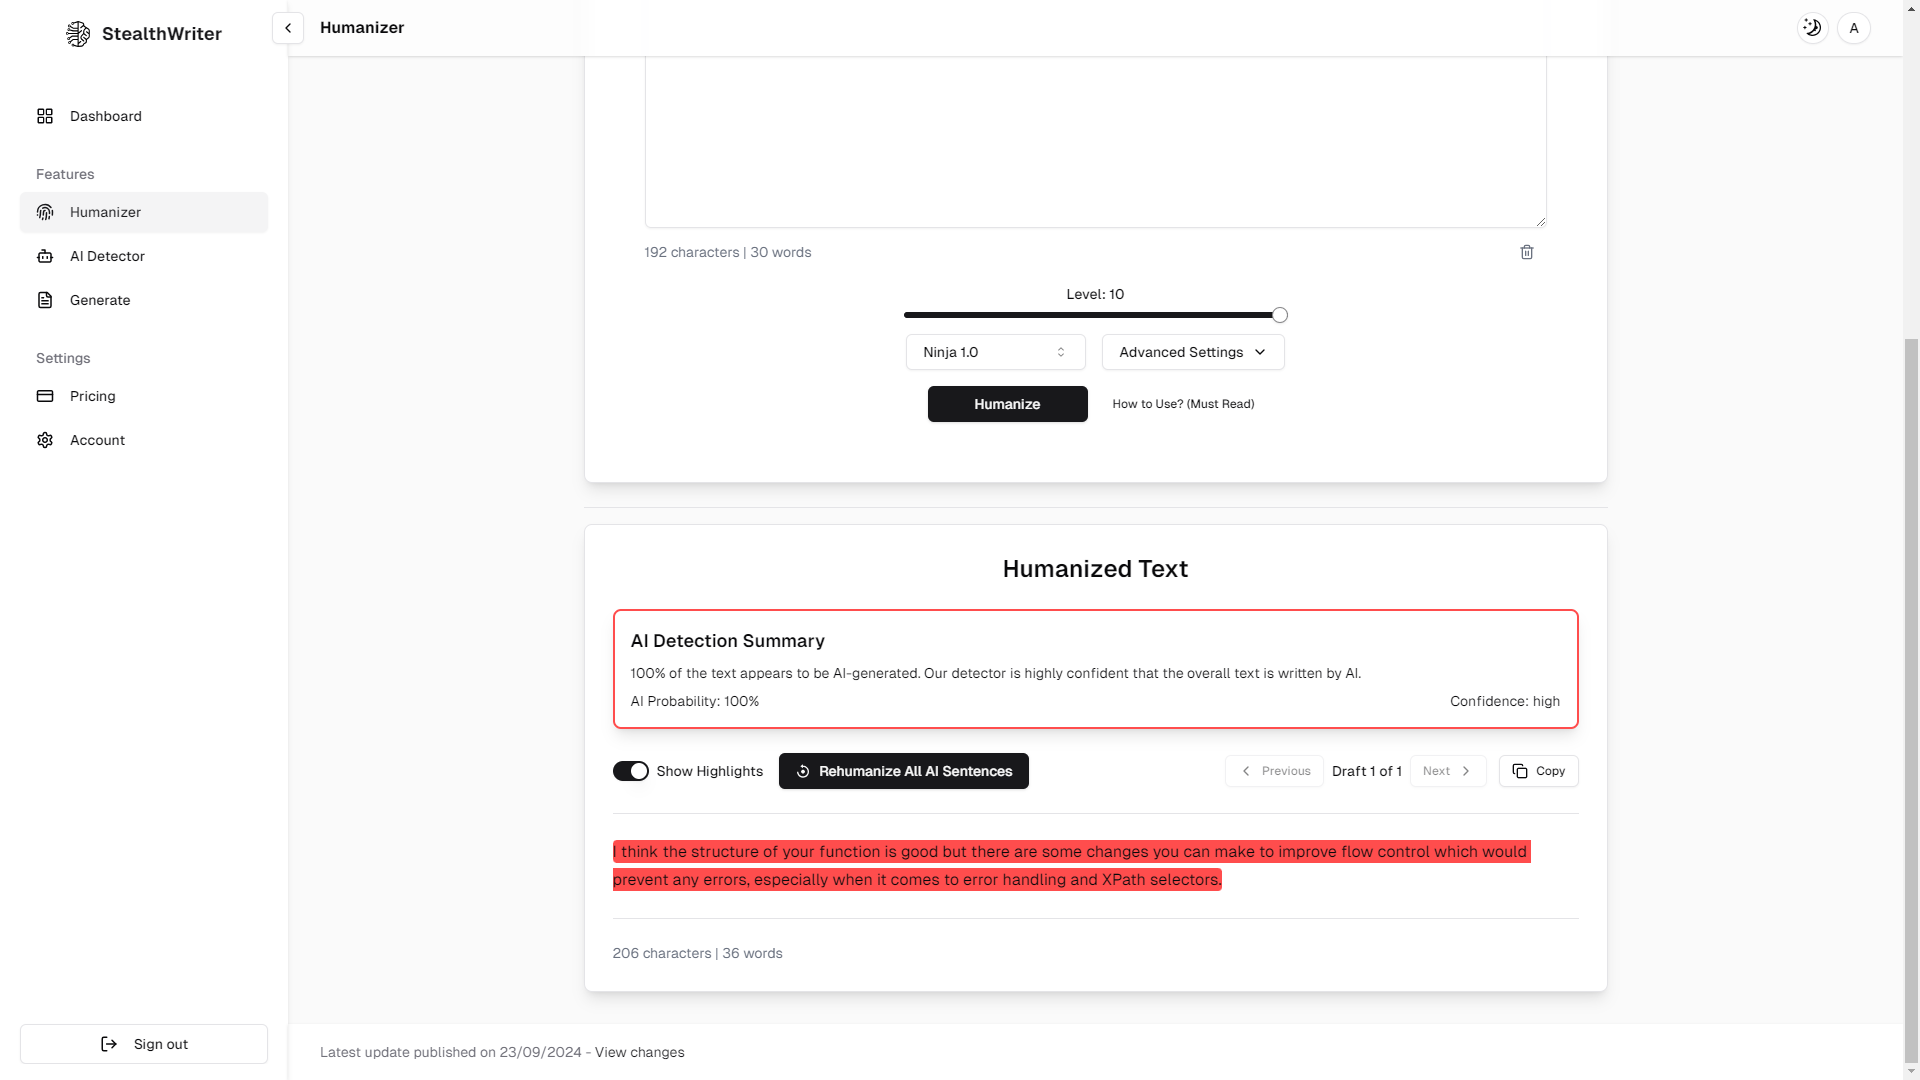 StealthWriter
Humanizer
A
Dashboard
Features
Humanizer
AI Detector
Generate
Settings
Pricing
Account
Sign out
192 characters | 30 words
Level: 10
Ninja 1.0
Advanced Settings
Humanize
How to Use? (Must Read)
Humanized Text
AI Detection Summary
100% of the text appears to be AI-generated. Our detector is highly confident that the overall text is written by AI.
AI Probability: 100%
Confidence: high
Show Highlights
Rehumanize All AI Sentences
Previous
Draft 1 of 1
Next
Copy
I think the structure of your function is good but there are some changes you can make to improve flow control which would
prevent any errors, especially when it comes to error handling and XPath selectors.
206 characters | 36 words
Latest update published on 23/09/2024 - View changes